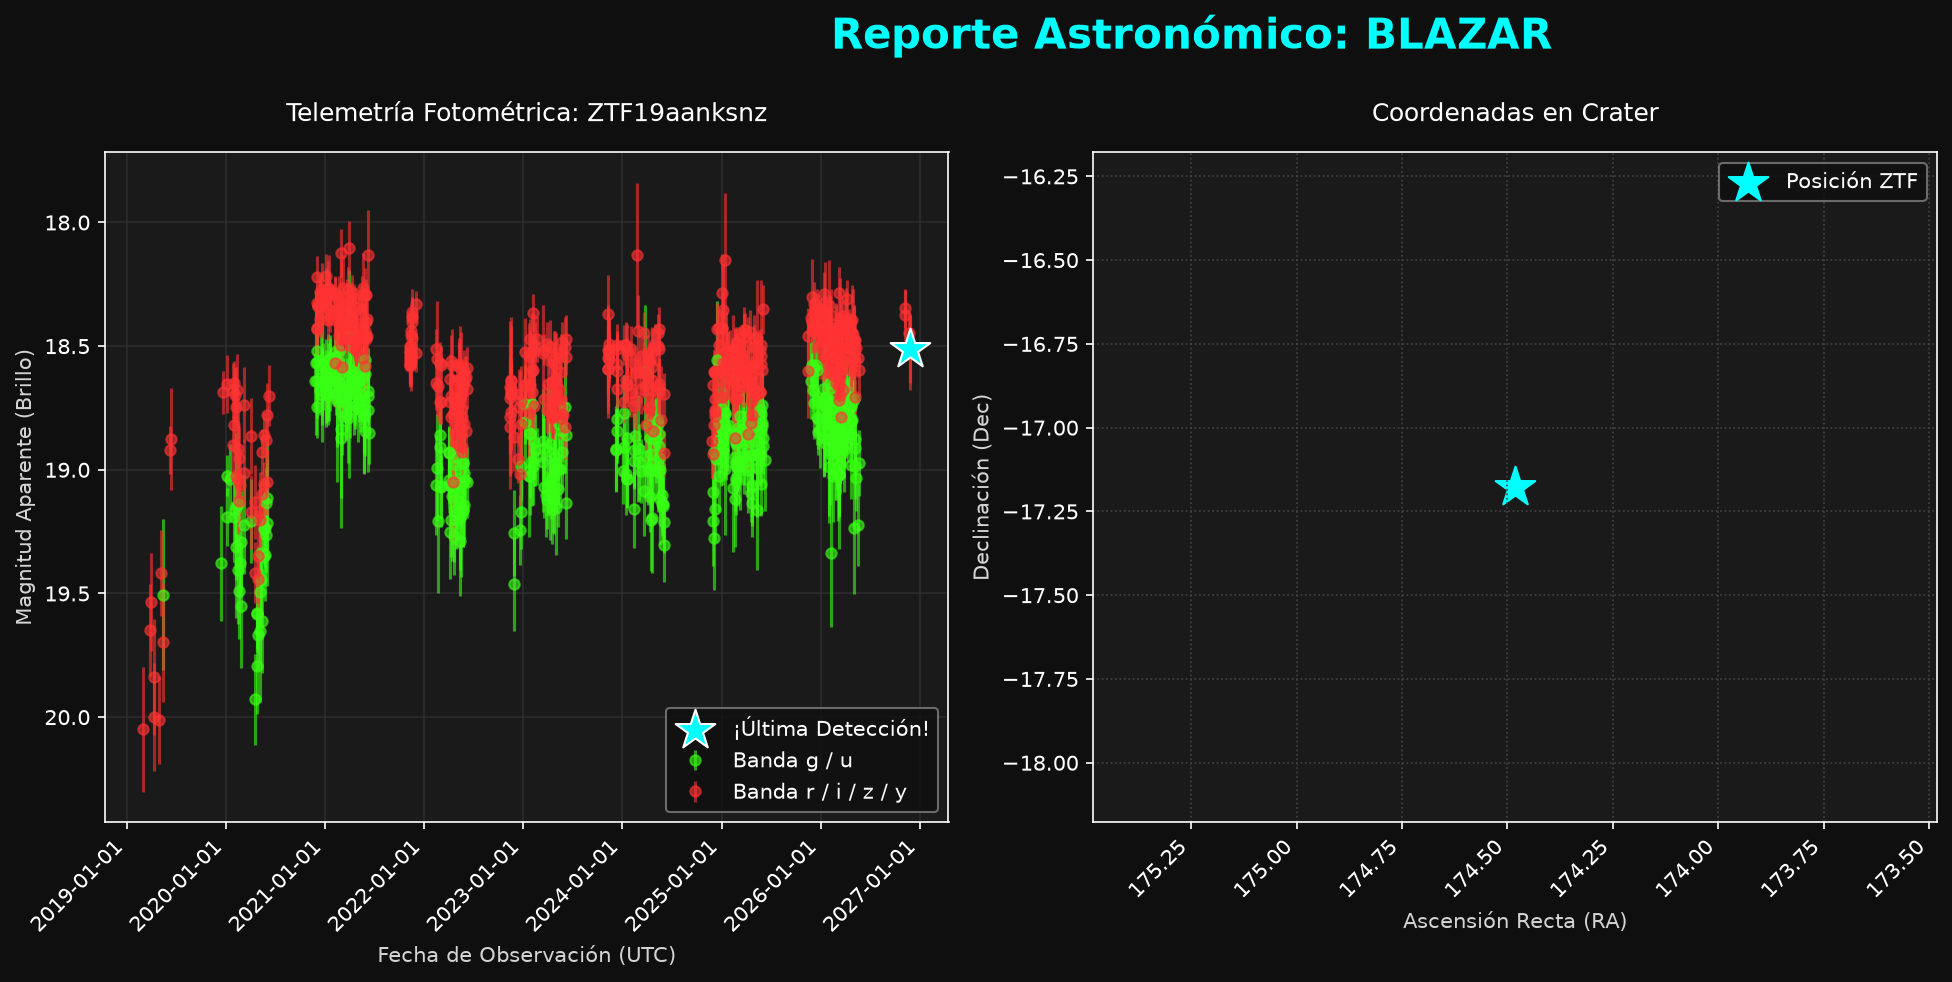 Reporte Astronómico: BLAZAR
Telemetría Fotométrica: ZTF19aanksnz
Magnitud Aparente (Brillo)
18.0
18.5
19.0
19.5
20.0
¡Última Detección!
Banda g / u
Banda r / i / z / y
2019-01-01
2020-01-01
2021-01-01
2022-01-01
2023-01-01
2024-01-01
2025-01-01
2026-01-01
2027-01-01
Fecha de Observación (UTC)
Coordenadas en Crater
Declinación (Dec)
−16.25
−16.50
−16.75
−17.00
−17.25
−17.50
−17.75
−18.00
Posición ZTF
175.25
175.00
174.75
174.50
174.25
174.00
173.75
173.50
Ascensión Recta (RA)